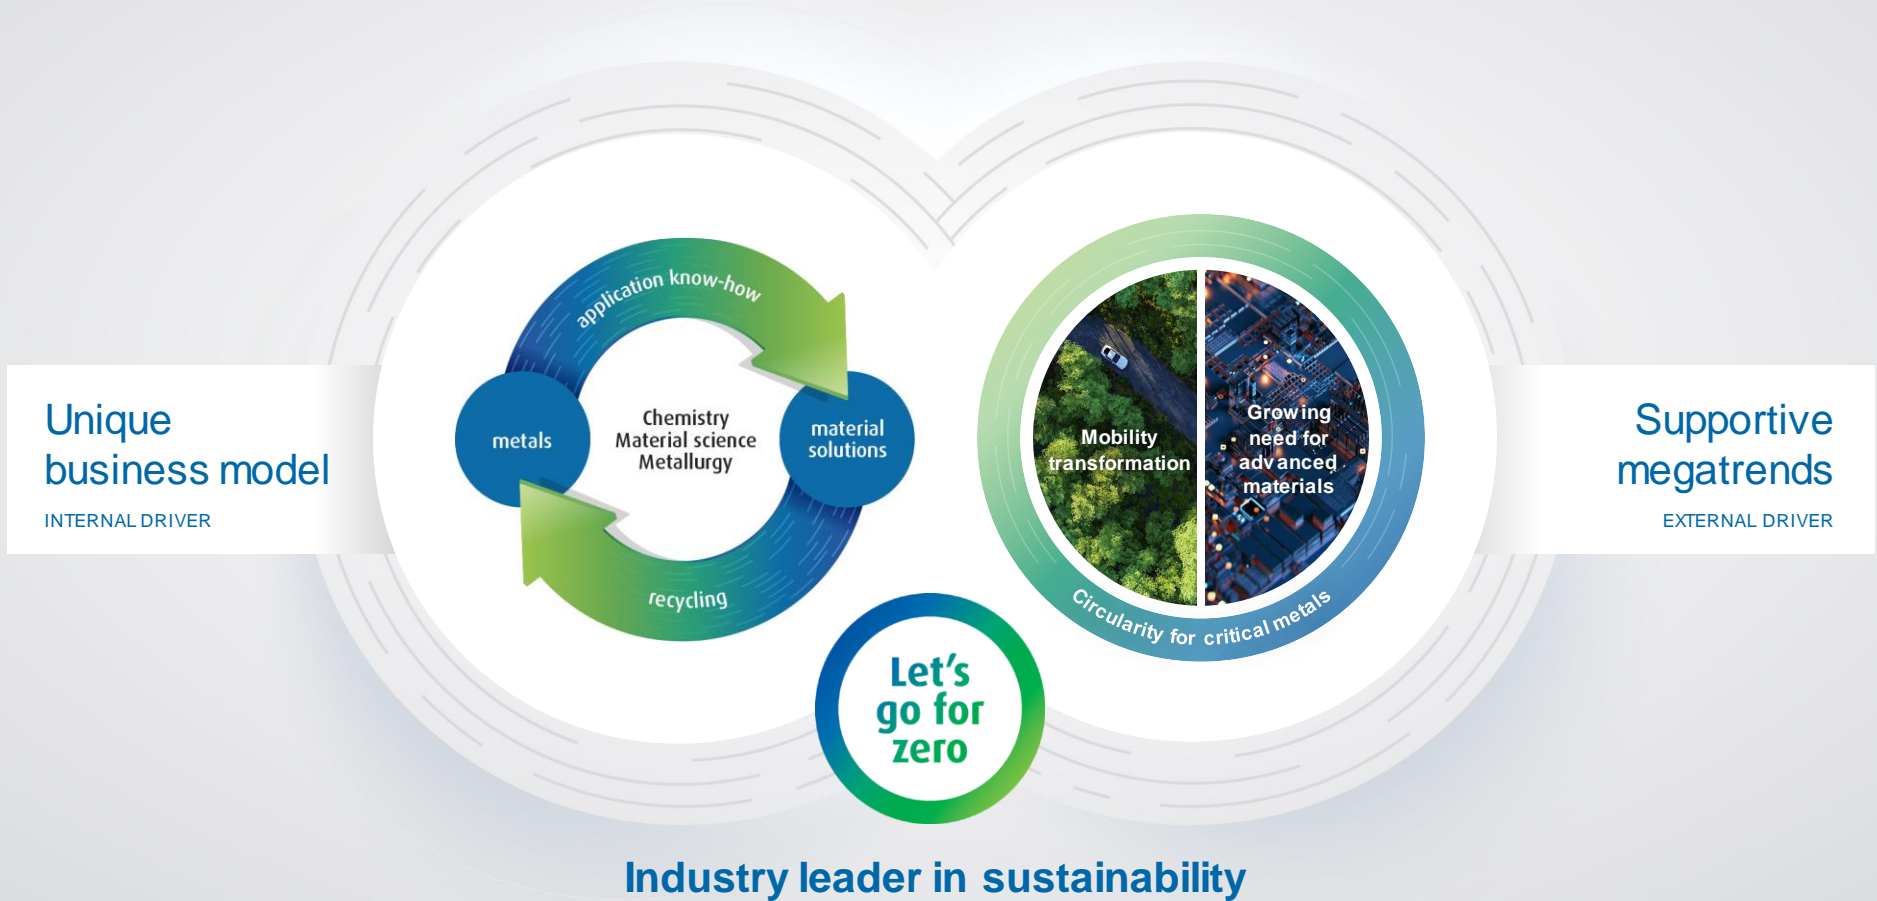 Unique
business model
INTERNAL DRIVER
application know-how
metals
Chemistry
Material science
Metallurgy
material
solutions
recycling
Mobility
transformation
Growing
need for
advanced
materials
Circularity for critical metals
Supportive
megatrends
EXTERNAL DRIVER
Let's
go for
zero
Industry leader in sustainability